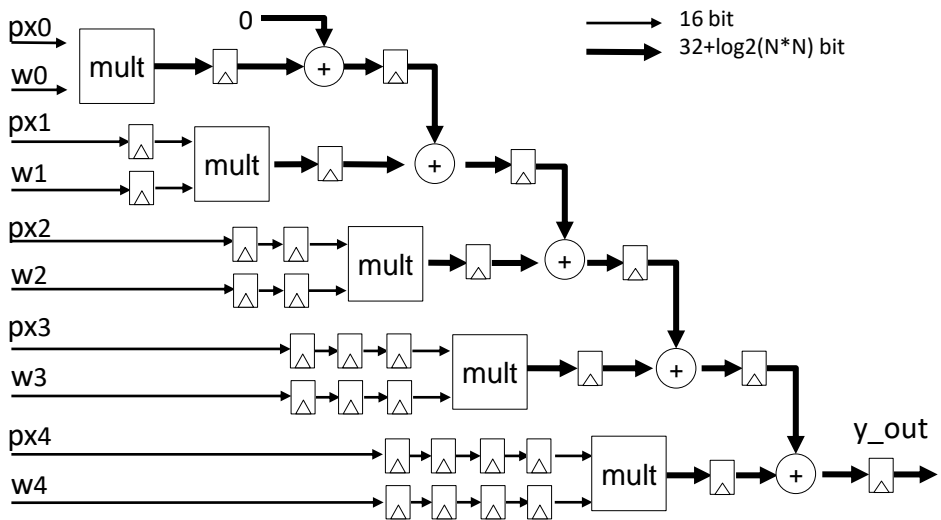 0
16 bit
32+log2(N*N) bit
px0
mult
+
w0
px1
mult
+
w1
px2
mult
+
w2
px3
mult
+
w3
px4
y_out
mult
+
w4